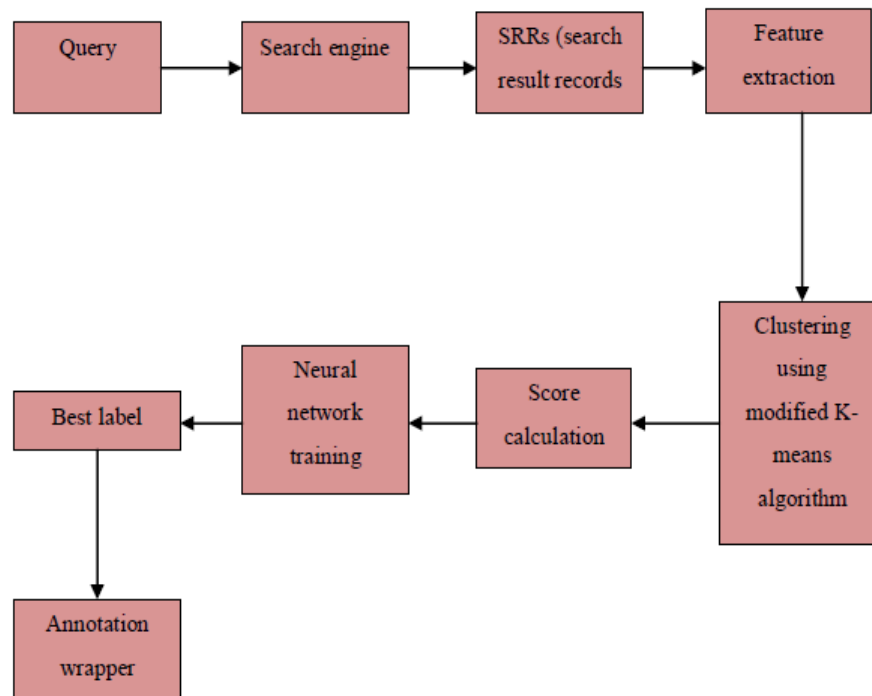 Query
Search engine
SRRs (search
result records
Feature
extraction
Clustering
using
modified K-
means
algorithm
Score
calculation
Neural
network
training
Best label
Annotation
wrapper